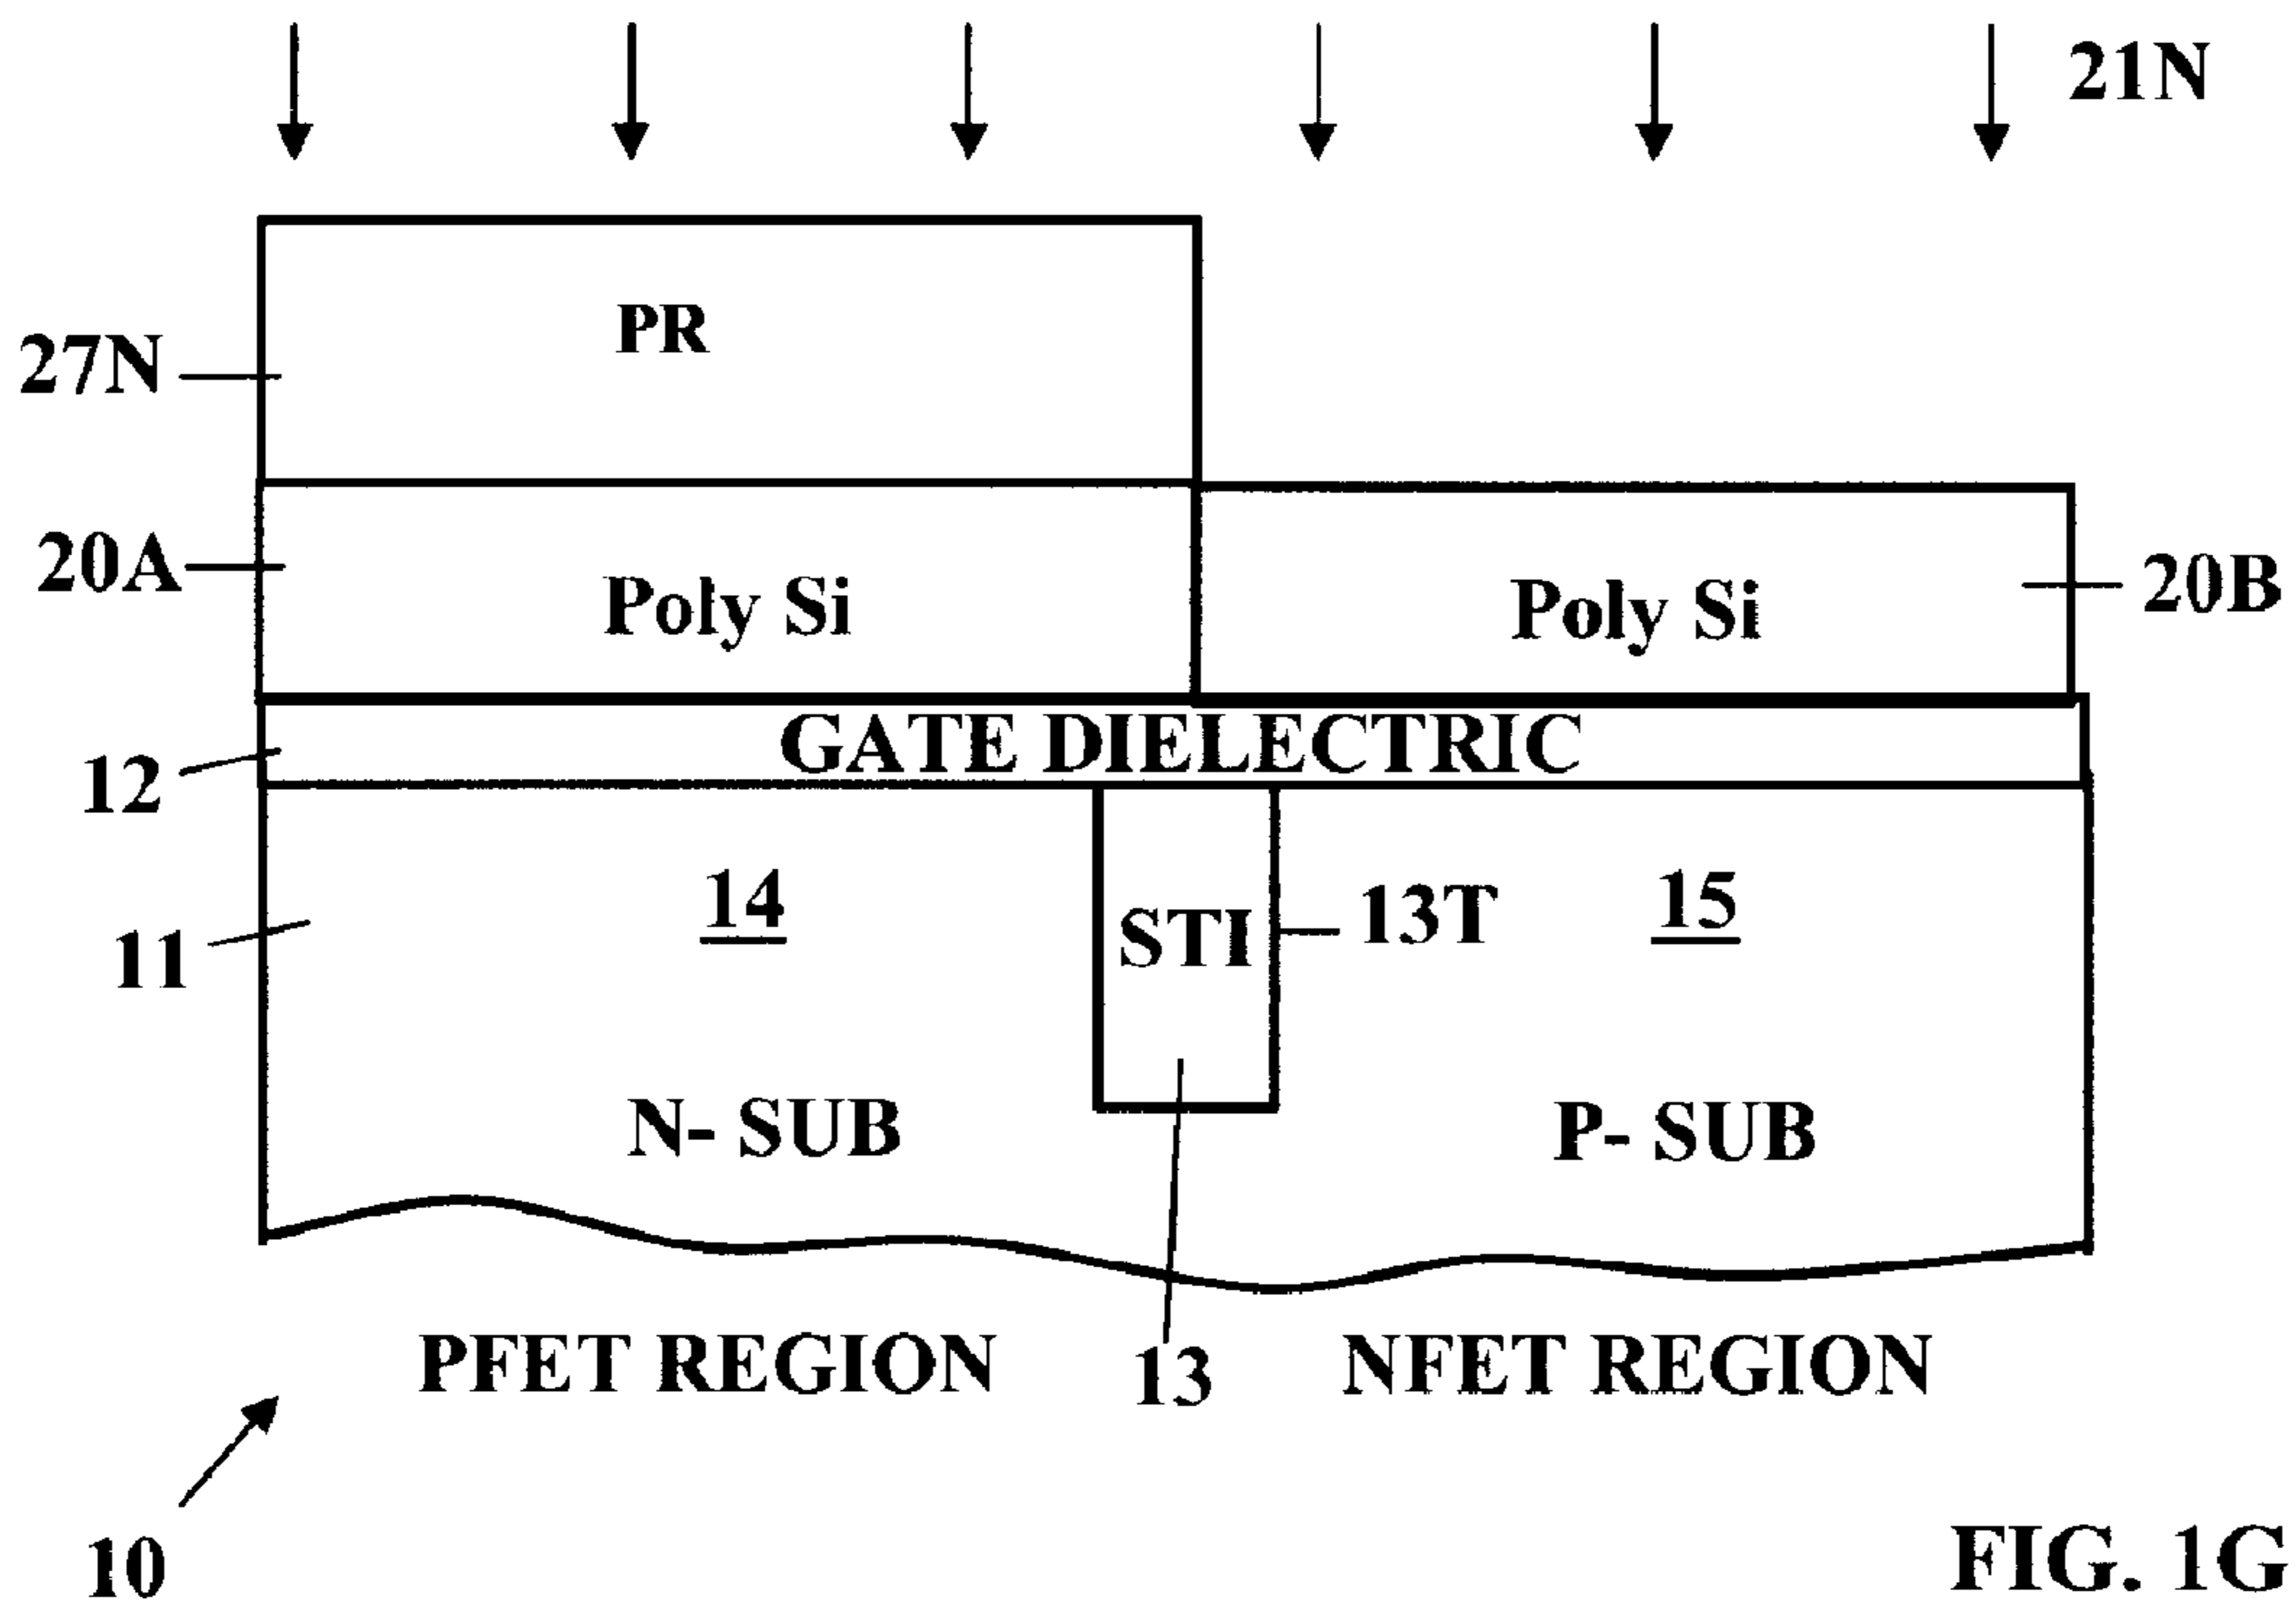 21N
PR
27N
20A
Poly Si
Poly Si
20B
GATE DIELECTRIC
12
14
STI
13T
15
11
N- SUB
P- SUB
PFET REGION
13
NFET REGION
10
FIG. 1G